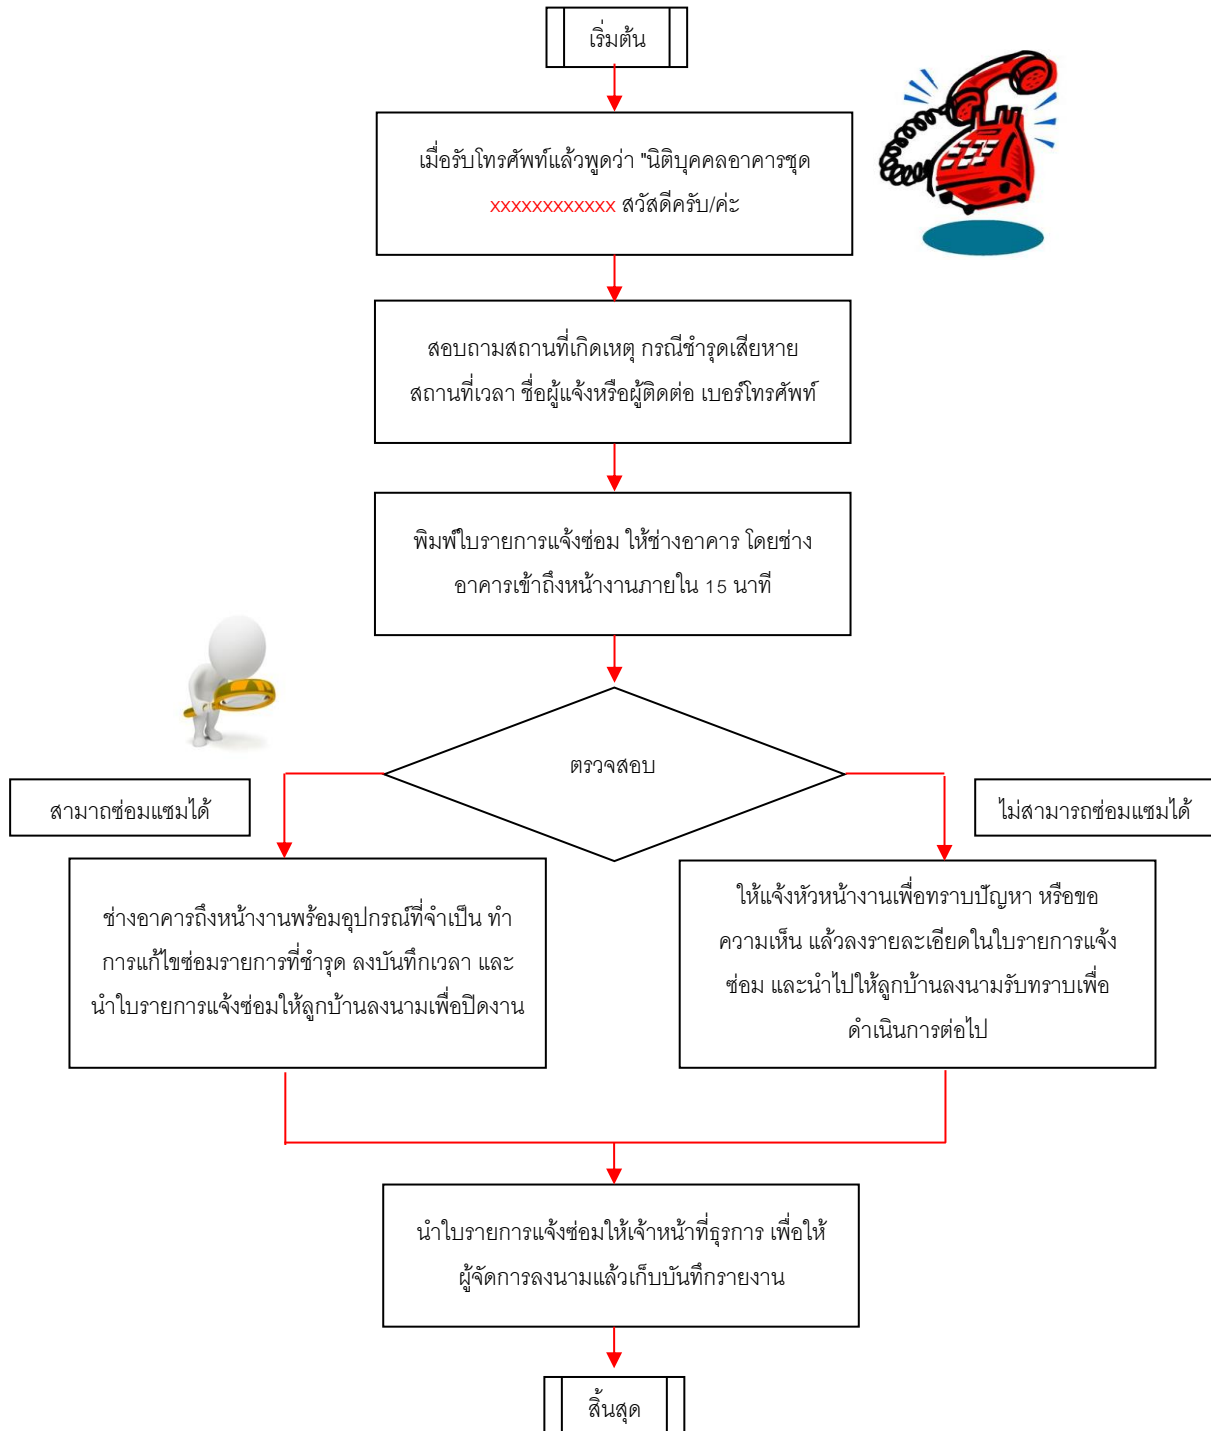 เริ่มต้น
เมื่อรับโทรศัพท์แล้วพูดว่า "นิติบุคคลอาคารชุด
xxxxxxxxxxxx สวัสดีครับ/ค่ะ
สอบถามสถานที่เกิดเหตุ กรณีชำรุดเสียหาย
สถานที่เวลา ชื่อผู้แจ้งหรือผู้ติดต่อ เบอร์โทรศัพท์
พิมพ์ใบรายการแจ้งซ่อม ให้ช่างอาคาร โดยช่าง
อาคารเข้าถึงหน้างานภายใน 15 นาที
ตรวจสอบ
สามาถซ่อมแซมได้
ไม่สามารถซ่อมแซมได้
ช่างอาคารถึงหน้างานพร้อมอุปกรณ์ที่จำเป็น ทำ
การแก้ไขซ่อมรายการที่ชำรุด ลงบันทึกเวลา และ
นำใบรายการแจ้งซ่อมให้ลูกบ้านลงนามเพื่อปิดงาน
ให้แจ้งหัวหน้างานเพื่อทราบปัญหา หรือขอ
ความเห็น แล้วลงรายละเอียดในใบรายการแจ้ง
ซ่อม และนำไปให้ลูกบ้านลงนามรับทราบเพื่อ
ดำเนินการต่อไป
นำใบรายการแจ้งซ่อมให้เจ้าหน้าที่ธุรการ เพื่อให้
ผู้จัดการลงนามแล้วเก็บบันทึกรายงาน
สิ้นสุด